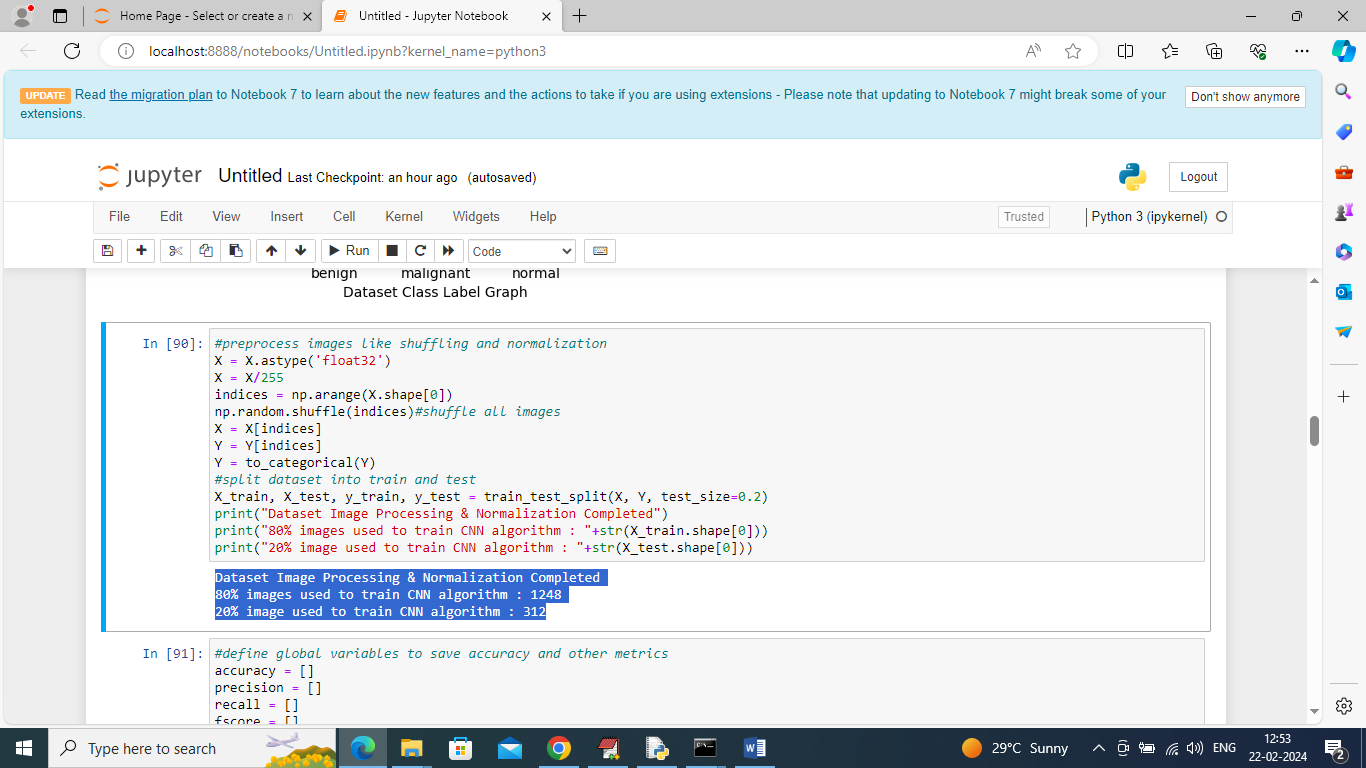 Home Page - Select or create a n
Untitled - Jupyter Notebook
localhost:8888/notebooks/Untitled.ipynb?kernel_name=python3
UPDATE Read the migration plan to Notebook 7 to learn about the new features and the actions to take if you are using extensions - Please note that updating to Notebook 7 might break some of your
extensions.
Don't show anymore
jupyter Untitled Last Checkpoint: an hour ago (autosaved)
Logout
File Edit View Insert Cell Kernel Widgets Help
Trusted
Python 3 (ipykernel)
Run
Code
benign malignant normal
Dataset Class Label Graph
In [90]:
#preprocess images like shuffling and normalization
X = X.astype('float32')
X = X/255
indices = np.arange(X.shape[0])
np.random.shuffle(indices)#shuffle all images
X = X[indices]
Y = Y[indices]
Y = to_categorical(Y)
#split dataset into train and test
X_train, X_test, y_train, y_test = train_test_split(X, Y, test_size=0.2)
print("Dataset Image Processing & Normalization Completed")
print("80% images used to train CNN algorithm : "+str(X_train.shape[0]))
print("20% image used to train CNN algorithm : "+str(X_test.shape[0]))
Dataset Image Processing & Normalization Completed
80% images used to train CNN algorithm : 1248
20% image used to train CNN algorithm : 312
In [91]:
#define global variables to save accuracy and other metrics
accuracy = []
precision = []
recall = []
fscore = []
Type here to search
29°C Sunny
ENG
12:53
22-02-2024
2